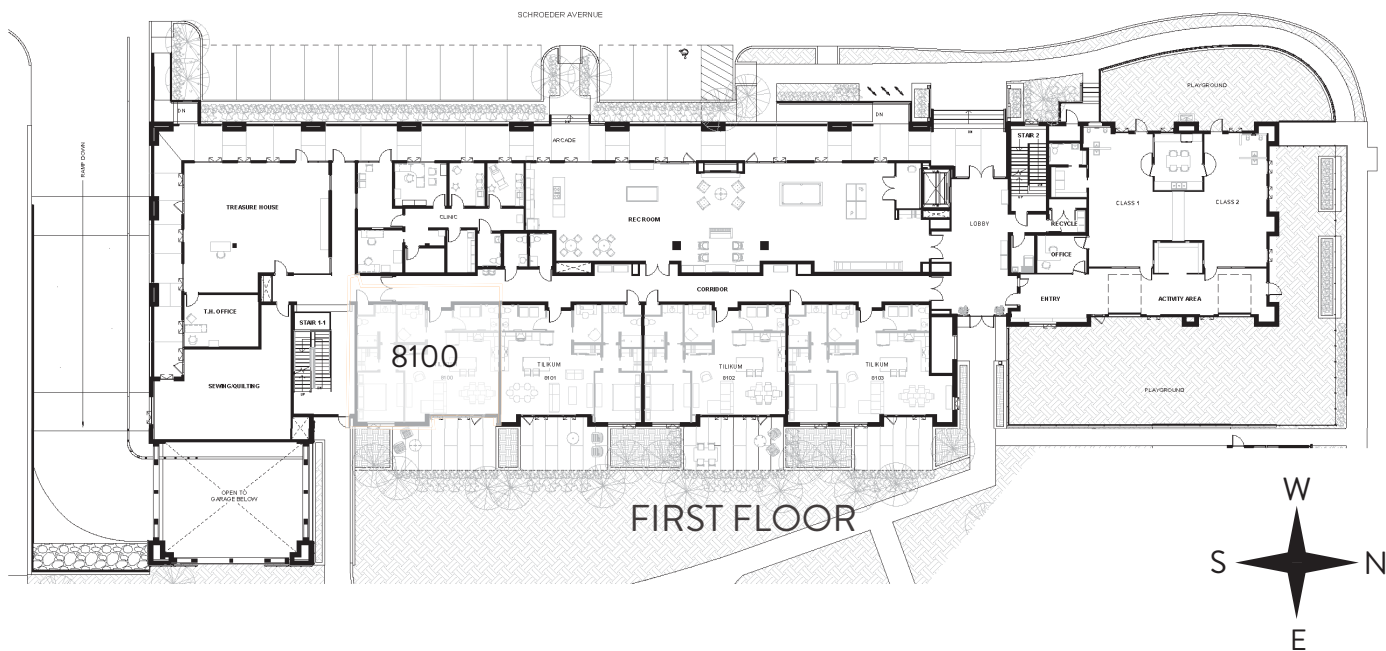 SCHROEDER AVERNUE
PLAYGROUND
DN
DN
RAMP DOWN
ARCADE
STAIR 2
TREASURE HOUSE
CLINIC
REC ROOM
LOBBY
RECYCLE
CLASS 1
CLASS 2
OFFICE
CORRIDOR
ENTRY
ACTIVITY AREA
T.H. OFFICE
STAIR 1-1
8100
8100
TILIKUM
8101
TILIKUM
8102
TILIKUM
8103
SEWING/QUILTING
PLAYGROUND
OPEN TO
GARAGE BELOW
FIRST FLOOR
W
S
N
E